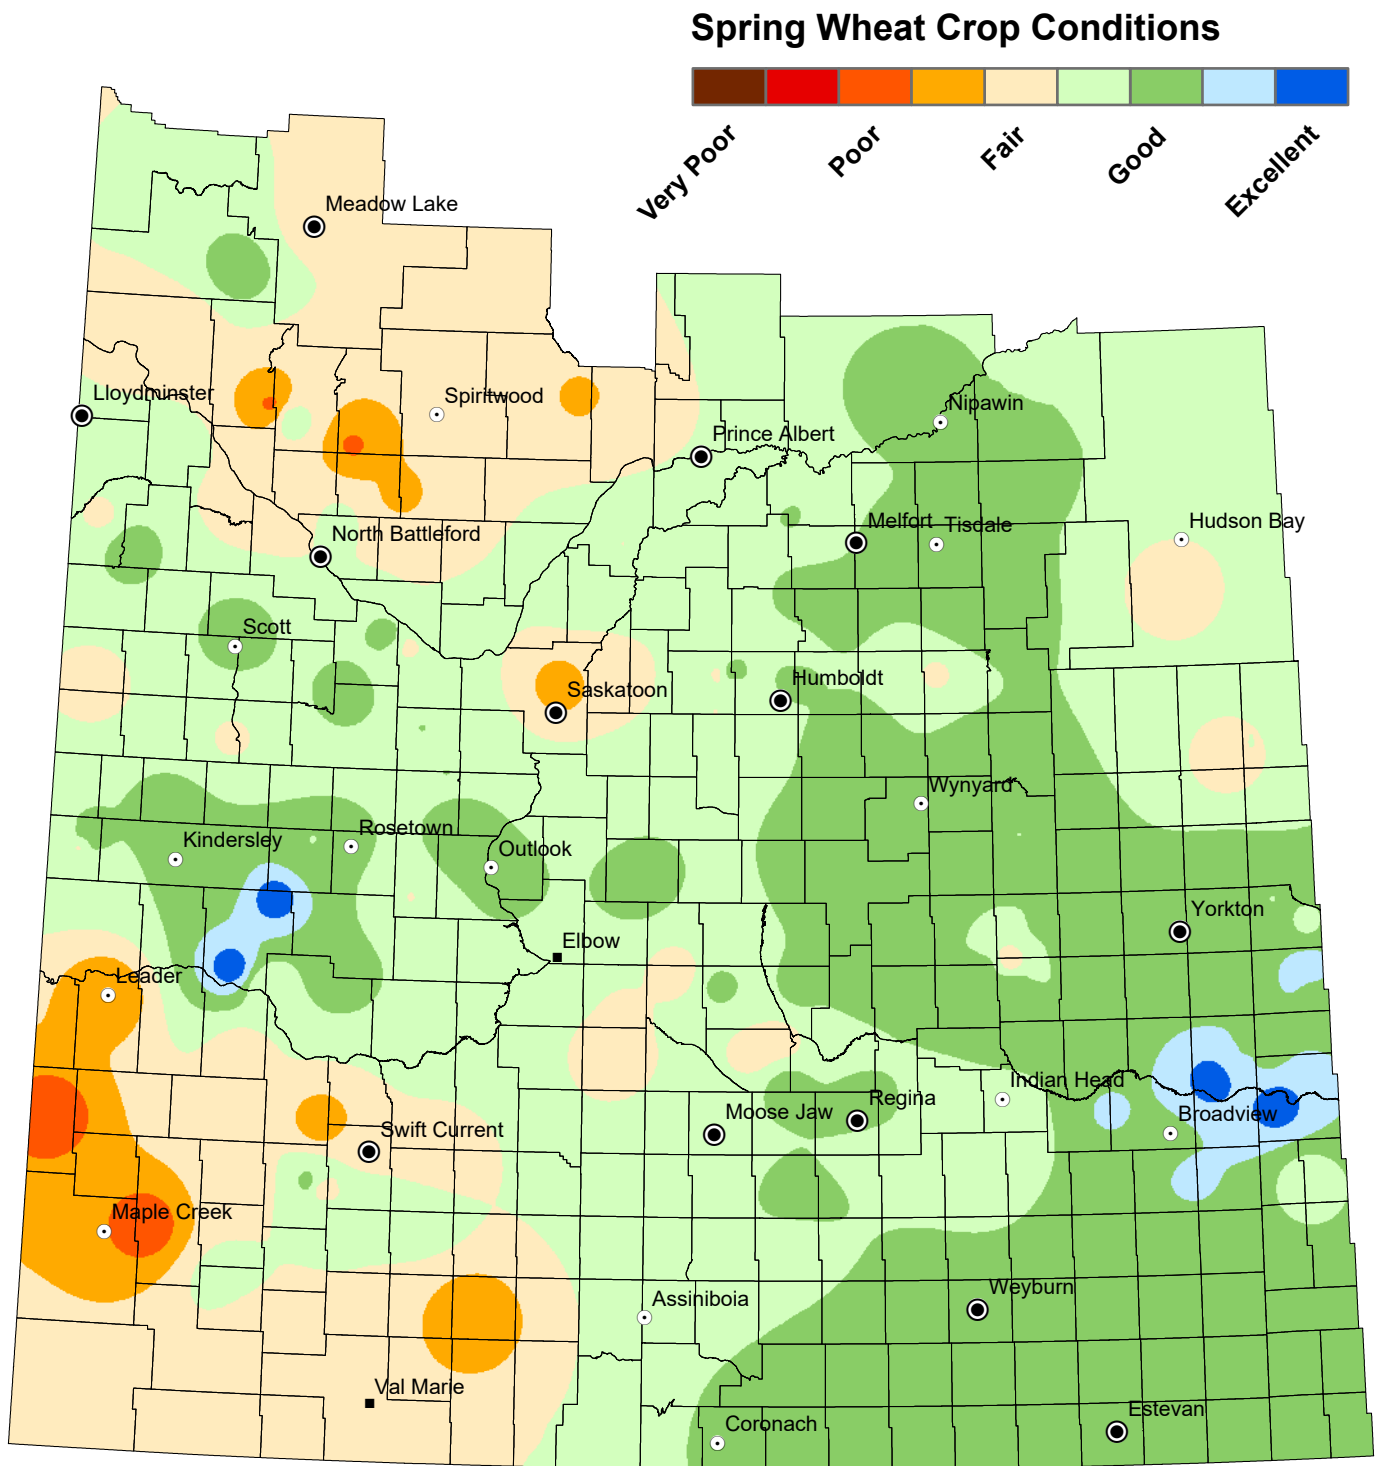 Spring Wheat Crop Conditions
Very Poor
Poor
Fair
Good
Excellent
Meadow Lake
Lloydminster
Spiritwood
Nipawin
Prince Albert
Melfort
Tisdale
Hudson Bay
North Battleford
Scott
Saskatoon
Humboldt
Wynyard
Kindersley
Rosetown
Outlook
Yorkton
Elbow
Leader
Indian Head
Regina
Moose Jaw
Broadview
Swift Current
Maple Creek
Weyburn
Assiniboia
Val Marie
Estevan
Coronach